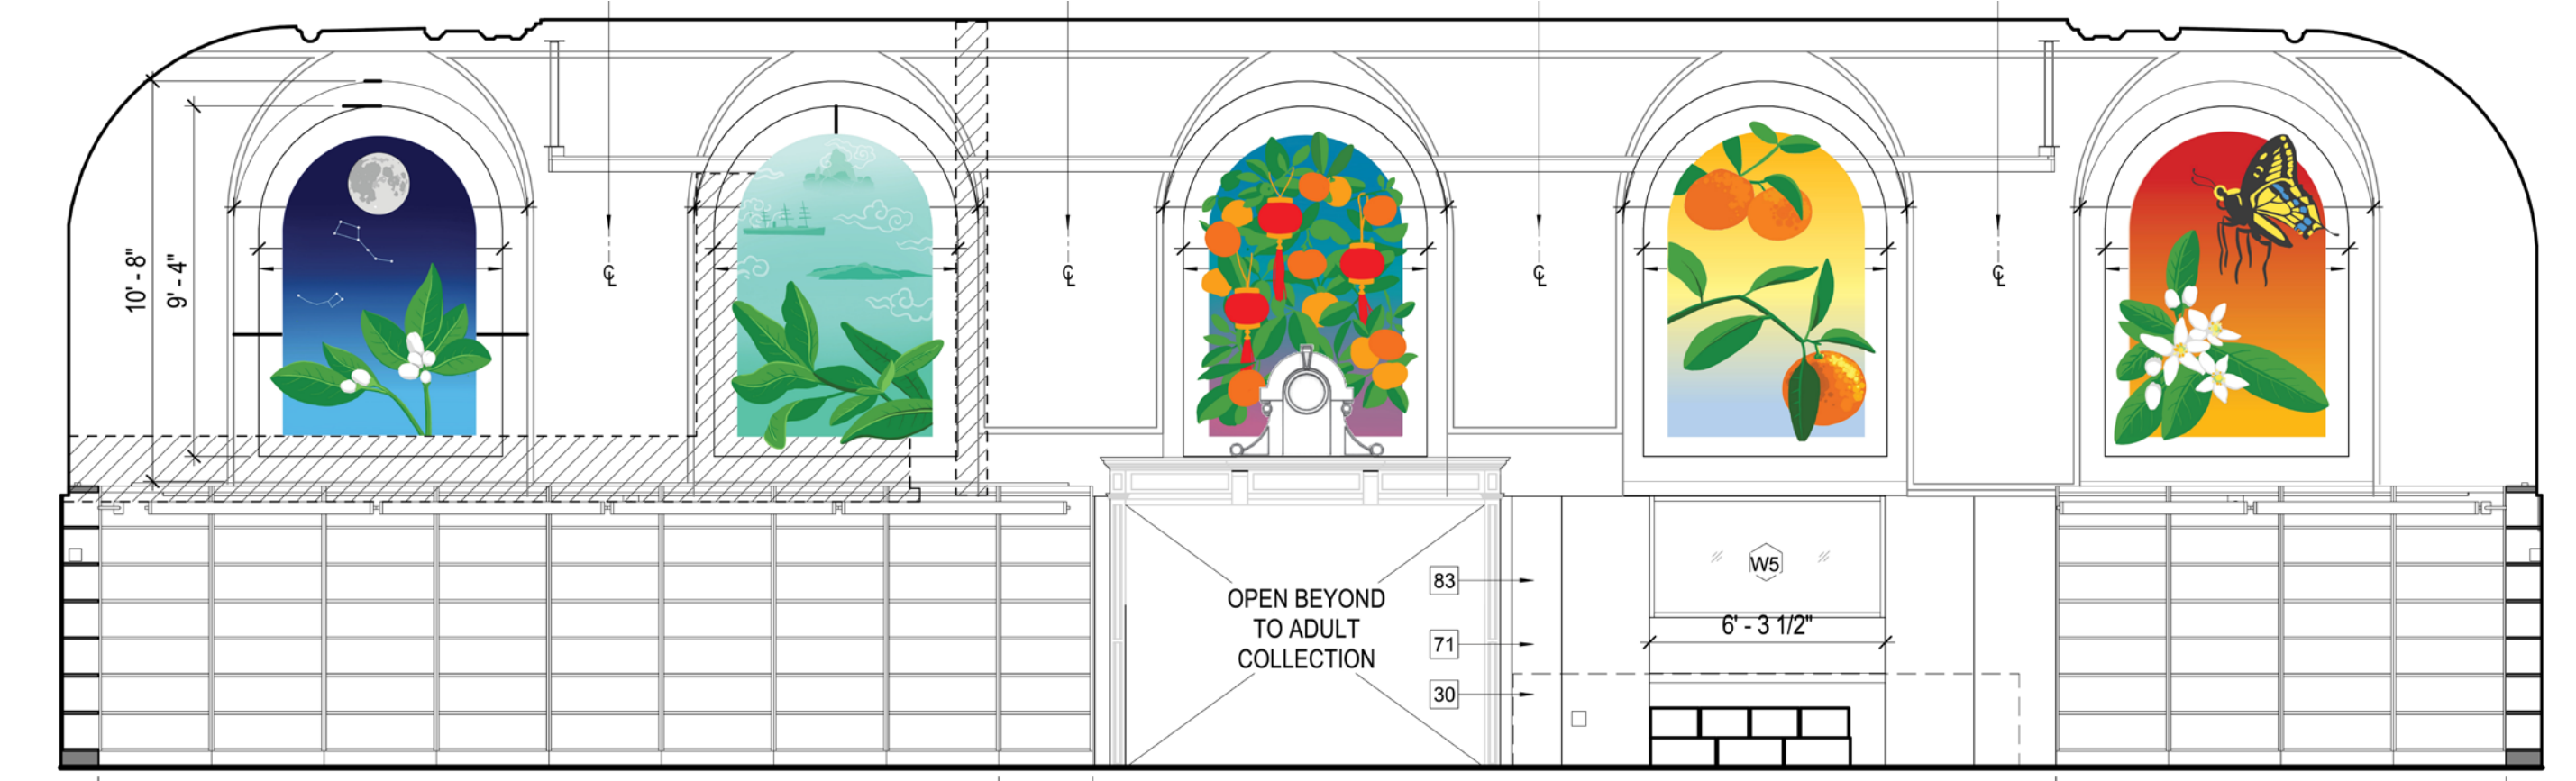 10' - 8"
9' - 4"
℄
℄
℄
℄
OPEN BEYOND
TO ADULT
COLLECTION
83
71
30
W5
6' - 3 1/2"